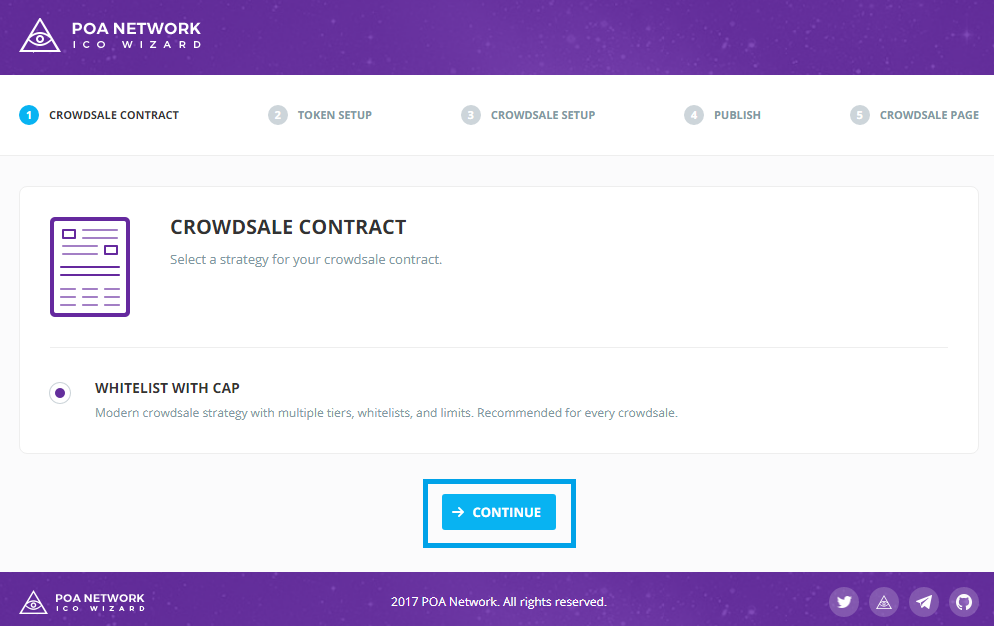 POA NETWORK
ICO WIZARD
1 CROWDSALE CONTRACT
2 TOKEN SETUP
3 CROWDSALE SETUP
4 PUBLISH
5 CROWDSALE PAGE
CROWDSALE CONTRACT
Select a strategy for your crowdsale contract.
WHITELIST WITH CAP
Modern crowdsale strategy with multiple tiers, whitelists, and limits. Recommended for every crowdsale.
CONTINUE
POA NETWORK
ICO WIZARD
2017 POA Network. All rights reserved.